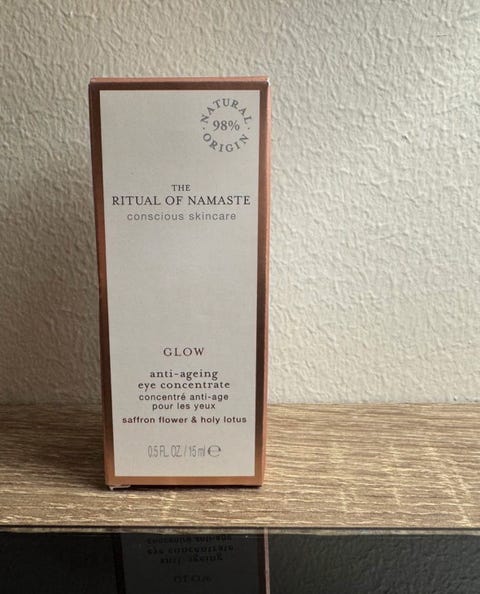 NATURAL
98%
ORIGIN
THE
RITUAL OF NAMASTE
conscious skincare
GLOW
anti-ageing
eye concentrate
concentré anti-age
pour les yeux
saffron flower & holy lotus
0.5 FL. OZ. / 15 ml ℮